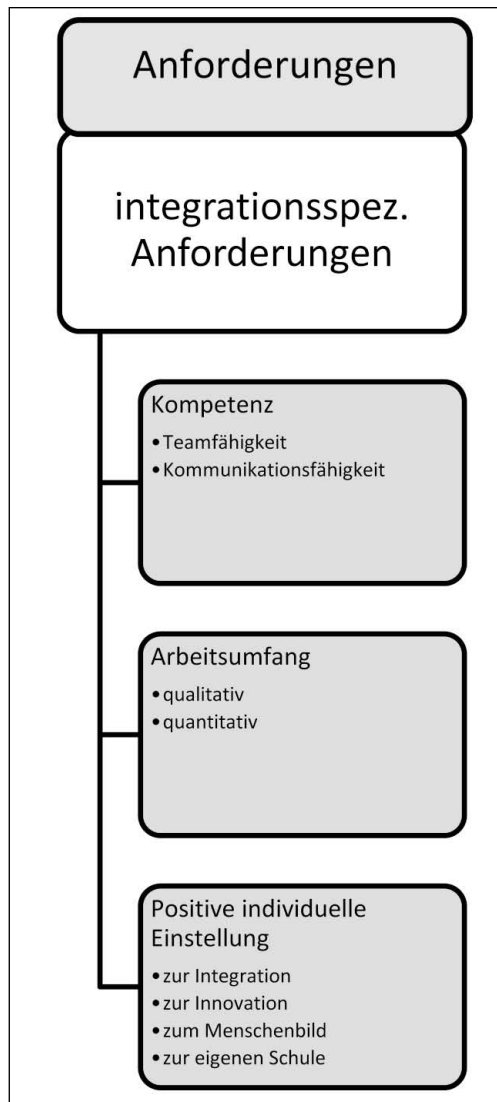 Anforderungen
integrationsspez.
Anforderungen
Kompetenz
•Teamfähigkeit
•Kommunikationsfähigkeit
Arbeitsumfang
•qualitativ
•quantitativ
Positive individuelle
Einstellung
•zur Integration
•zur Innovation
•zum Menschenbild
•zur eigenen Schule